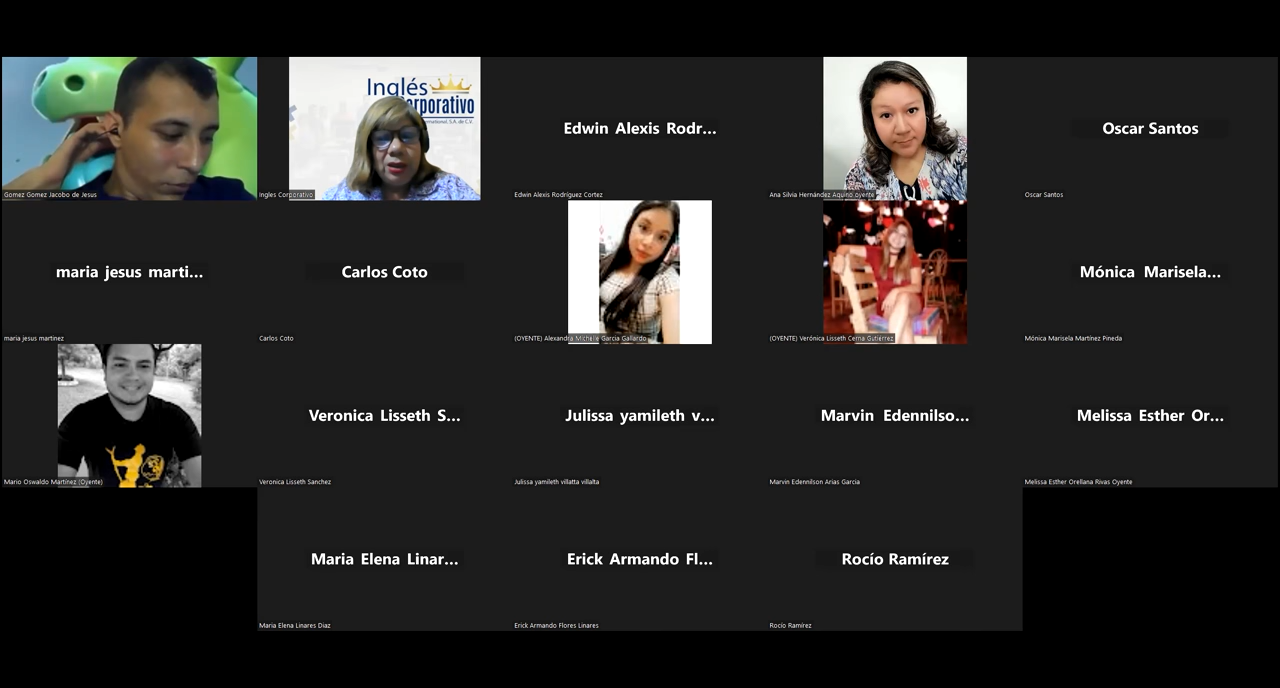 Inglés
Corporativo
International, S.A. de C.V.
Gomez Gomez Jacobo de Jesus
Ingles Corporativo
Edwin Alexis Rodr...
Edwin Alexis Rodríguez Cortez
Ana Silvia Hernández Aquino oyente
Oscar Santos
Oscar Santos
maria jesus marti...
maria jesus martinez
Carlos Coto
Carlos Coto
(OYENTE) Alexandra Michelle Garcia Gallardo
(OYENTE) Verónica Lisseth Cerna Gutiérrez
Mónica Marisela...
Mónica Marisela Martínez Pineda
Mario Oswaldo Martínez (Oyente)
Veronica Lisseth S...
Veronica Lisseth Sanchez
Julissa yamileth v...
Julissa yamileth villatta villalta
Marvin Edennilso...
Marvin Edennilson Arias Garcia
Melissa Esther Or...
Melissa Esther Orellana Rivas Oyente
Maria Elena Linar...
Maria Elena Linares Diaz
Erick Armando Fl...
Erick Armando Flores Linares
Rocío Ramírez
Rocío Ramírez